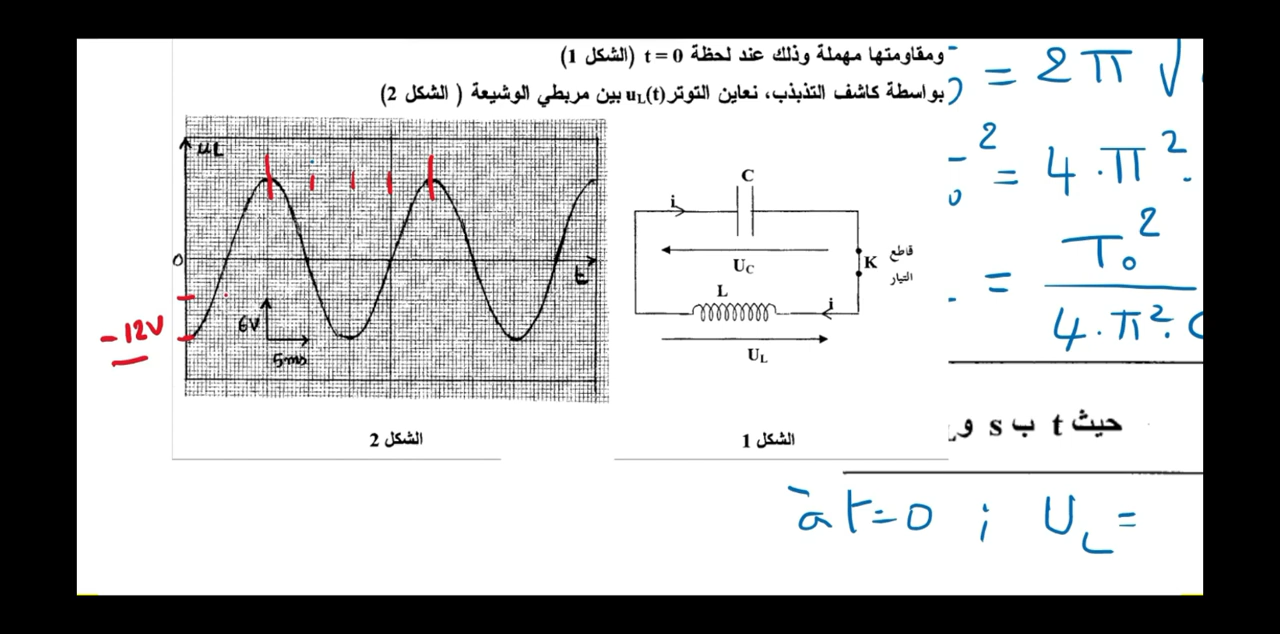 ومقاومتها مهملة وذلك عند لحظة t = 0 (الشكل 1)
بواسطة كاشف التذبذب، نعاين التوتر uL(t) بين مربطي الوشيعة ( الشكل 2)
= 2π √
2 = 4.π².
0
= T₀² / 4.π².C
uL
0
t
-12V
6V
5ms
C
i
UC
K
قاطع
التيار
L
i
UL
الشكل 2
الشكل 1
حيث t ب s و
à t=0 ; UL=